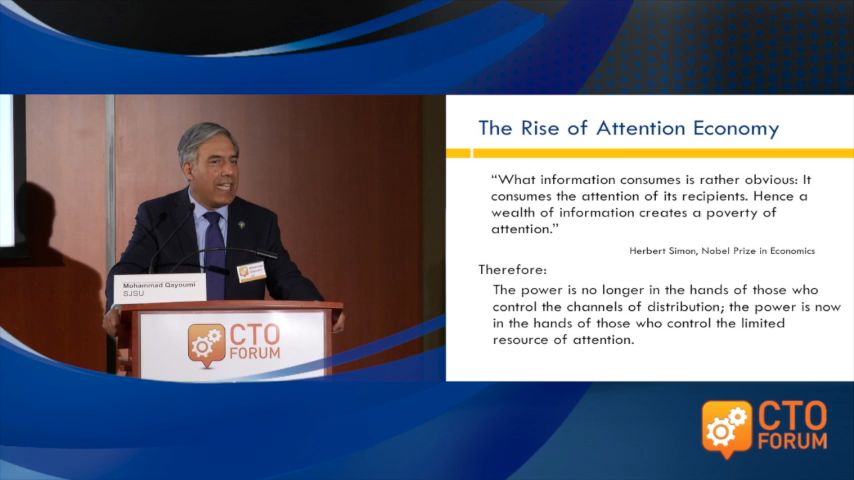 Mohammad Qayoumi
SJSU
CTO
FORUM
The Rise of Attention Economy
“What information consumes is rather obvious: It
consumes the attention of its recipients. Hence a
wealth of information creates a poverty of
attention.”
Herbert Simon, Nobel Prize in Economics
Therefore:
The power is no longer in the hands of those who
control the channels of distribution; the power is now
in the hands of those who control the limited
resource of attention.
CTO
FORUM